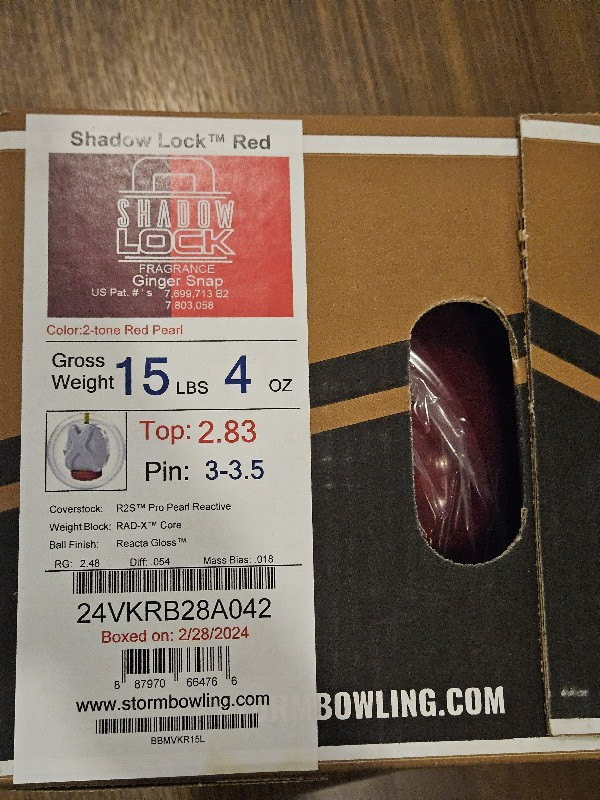 Shadow Lock™ Red
SHADOW
LOCK
FRAGRANCE
Ginger Snap
US Pat. #'s 7,699,713 B2
7,803,058
Color:2-tone Red Pearl
Gross Weight 15 LBS 4 OZ
Top: 2.83
Pin: 3-3.5
Coverstock: R2S™ Pro Pearl Reactive
Weight Block: RAD-X™ Core
Ball Finish: Reacta Gloss™
RG: 2.48 Diff: .054 Mass Bias: .018
24VKRB28A042
Boxed on: 2/28/2024
8 87970 66476 6
www.stormbowling.com
BBMVKR15L
RMBOWLING.COM